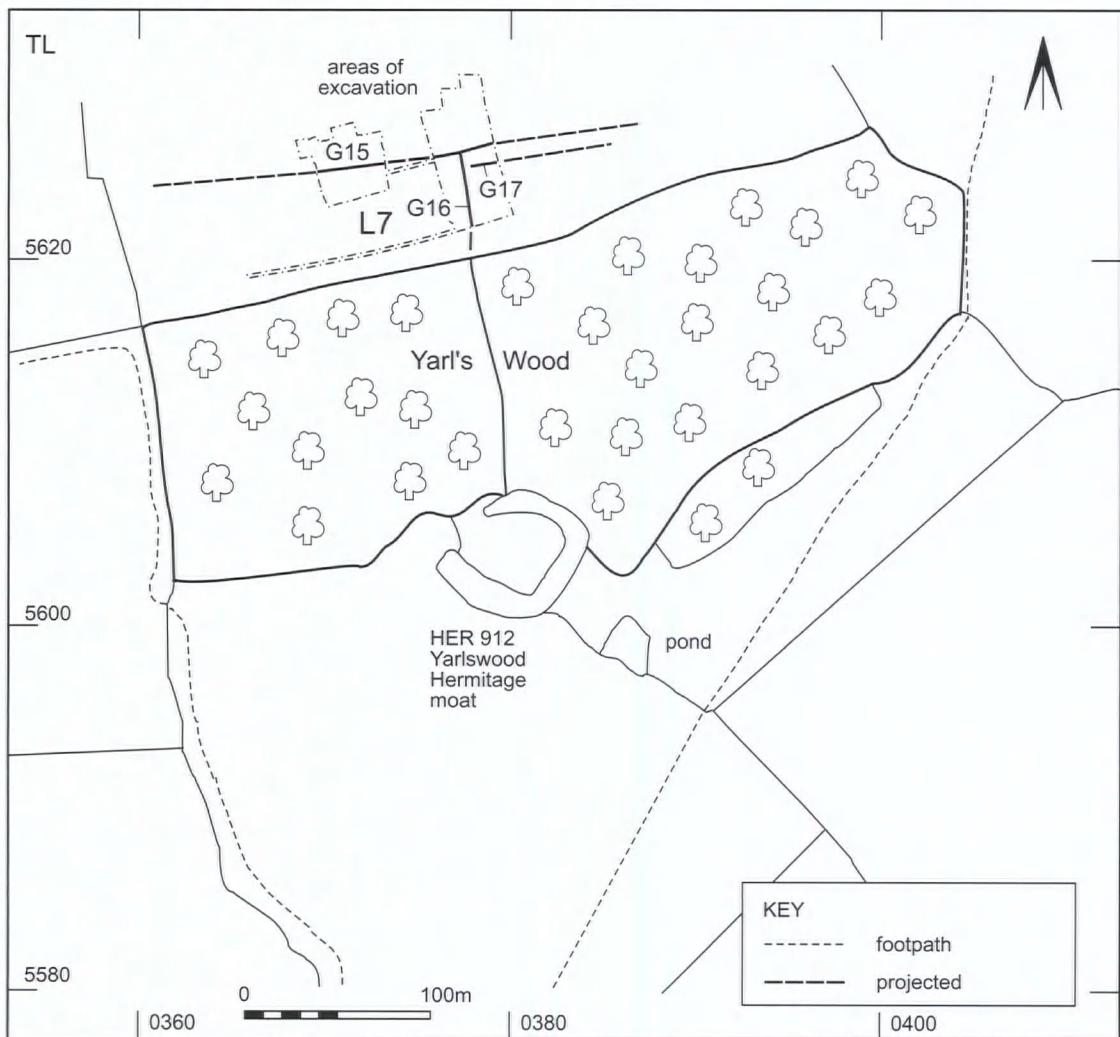 TL
areas of
excavation
G15
G17
G16
L7
5620
Yarl's Wood
5600
HER 912
Yarlswood
Hermitage
moat
pond
KEY
footpath
projected
5580
0 100m
0360
0380
0400